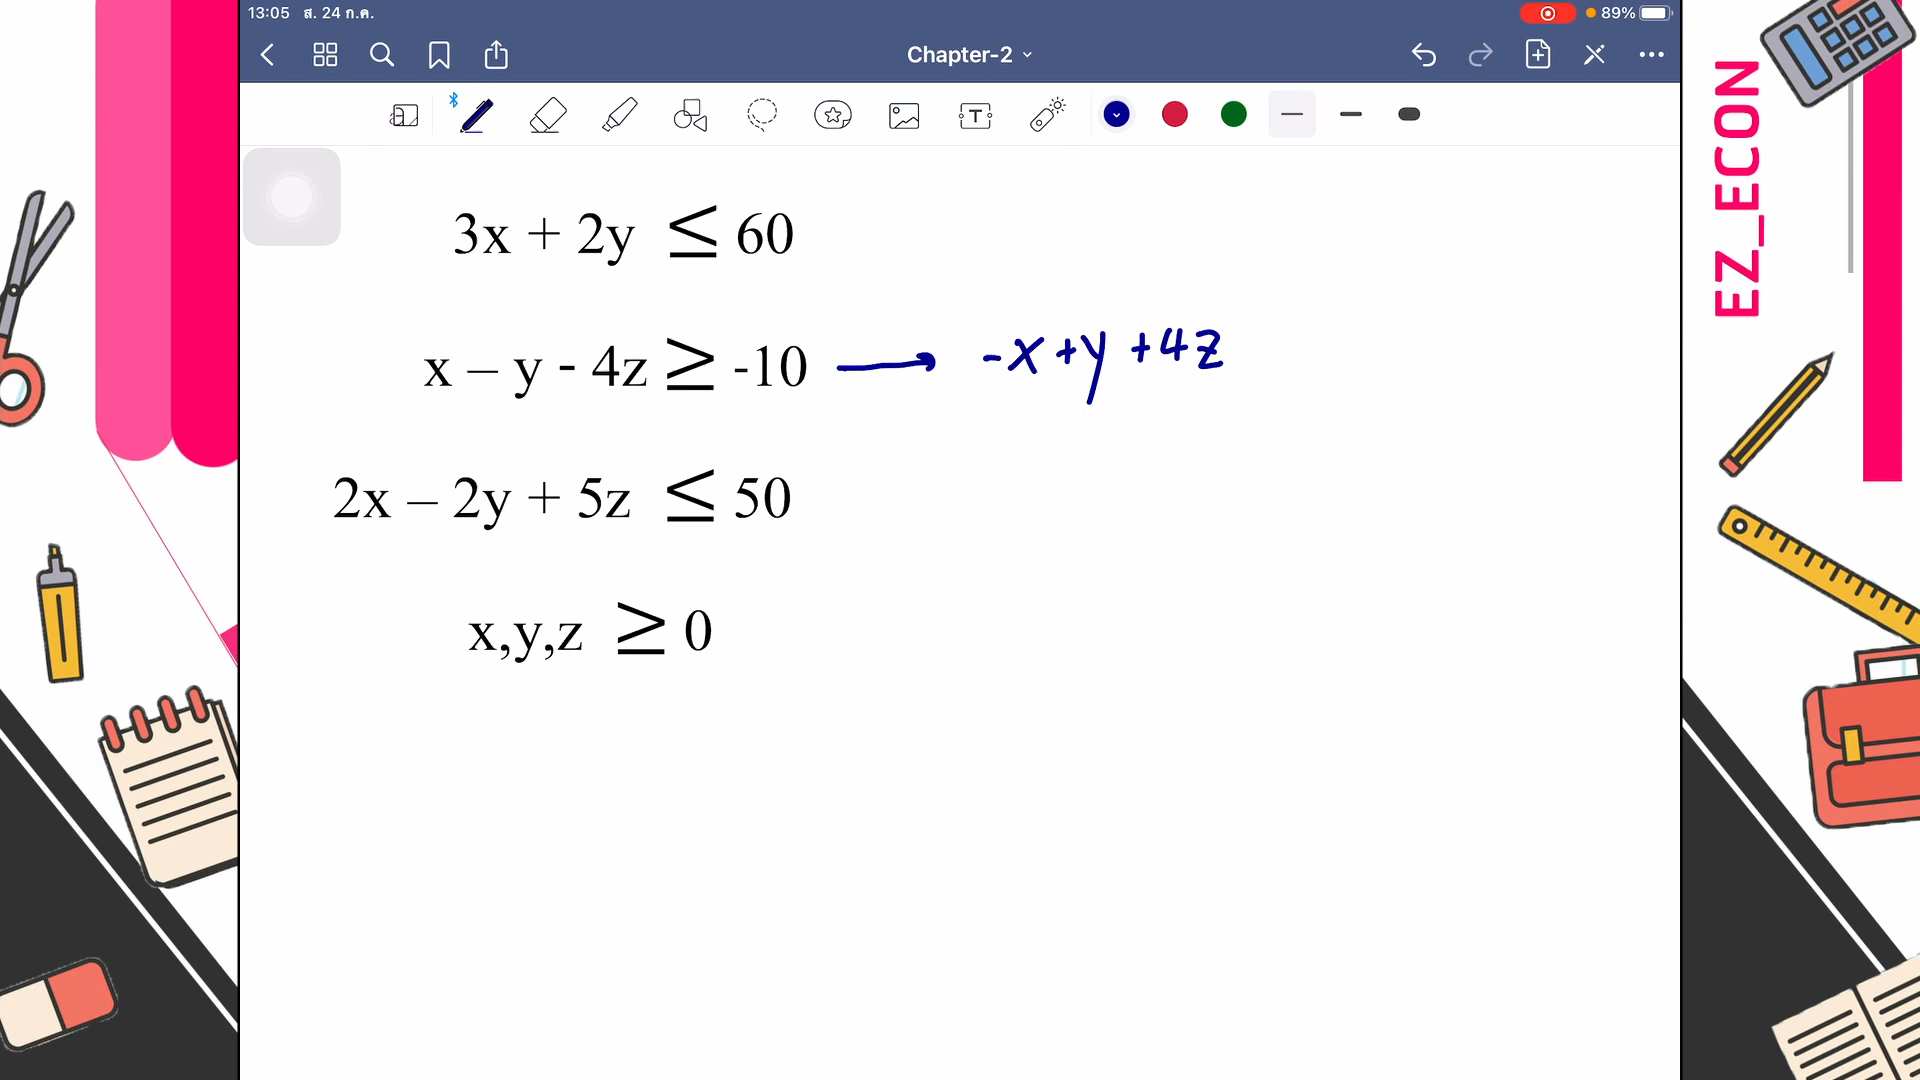 13:05 ส. 24 ก.ค.
89%
Chapter-2
T
3x + 2y ≤ 60
x – y - 4z ≥ -10 → -x+y+4z
2x – 2y + 5z ≤ 50
x,y,z ≥ 0
EZ_ECON